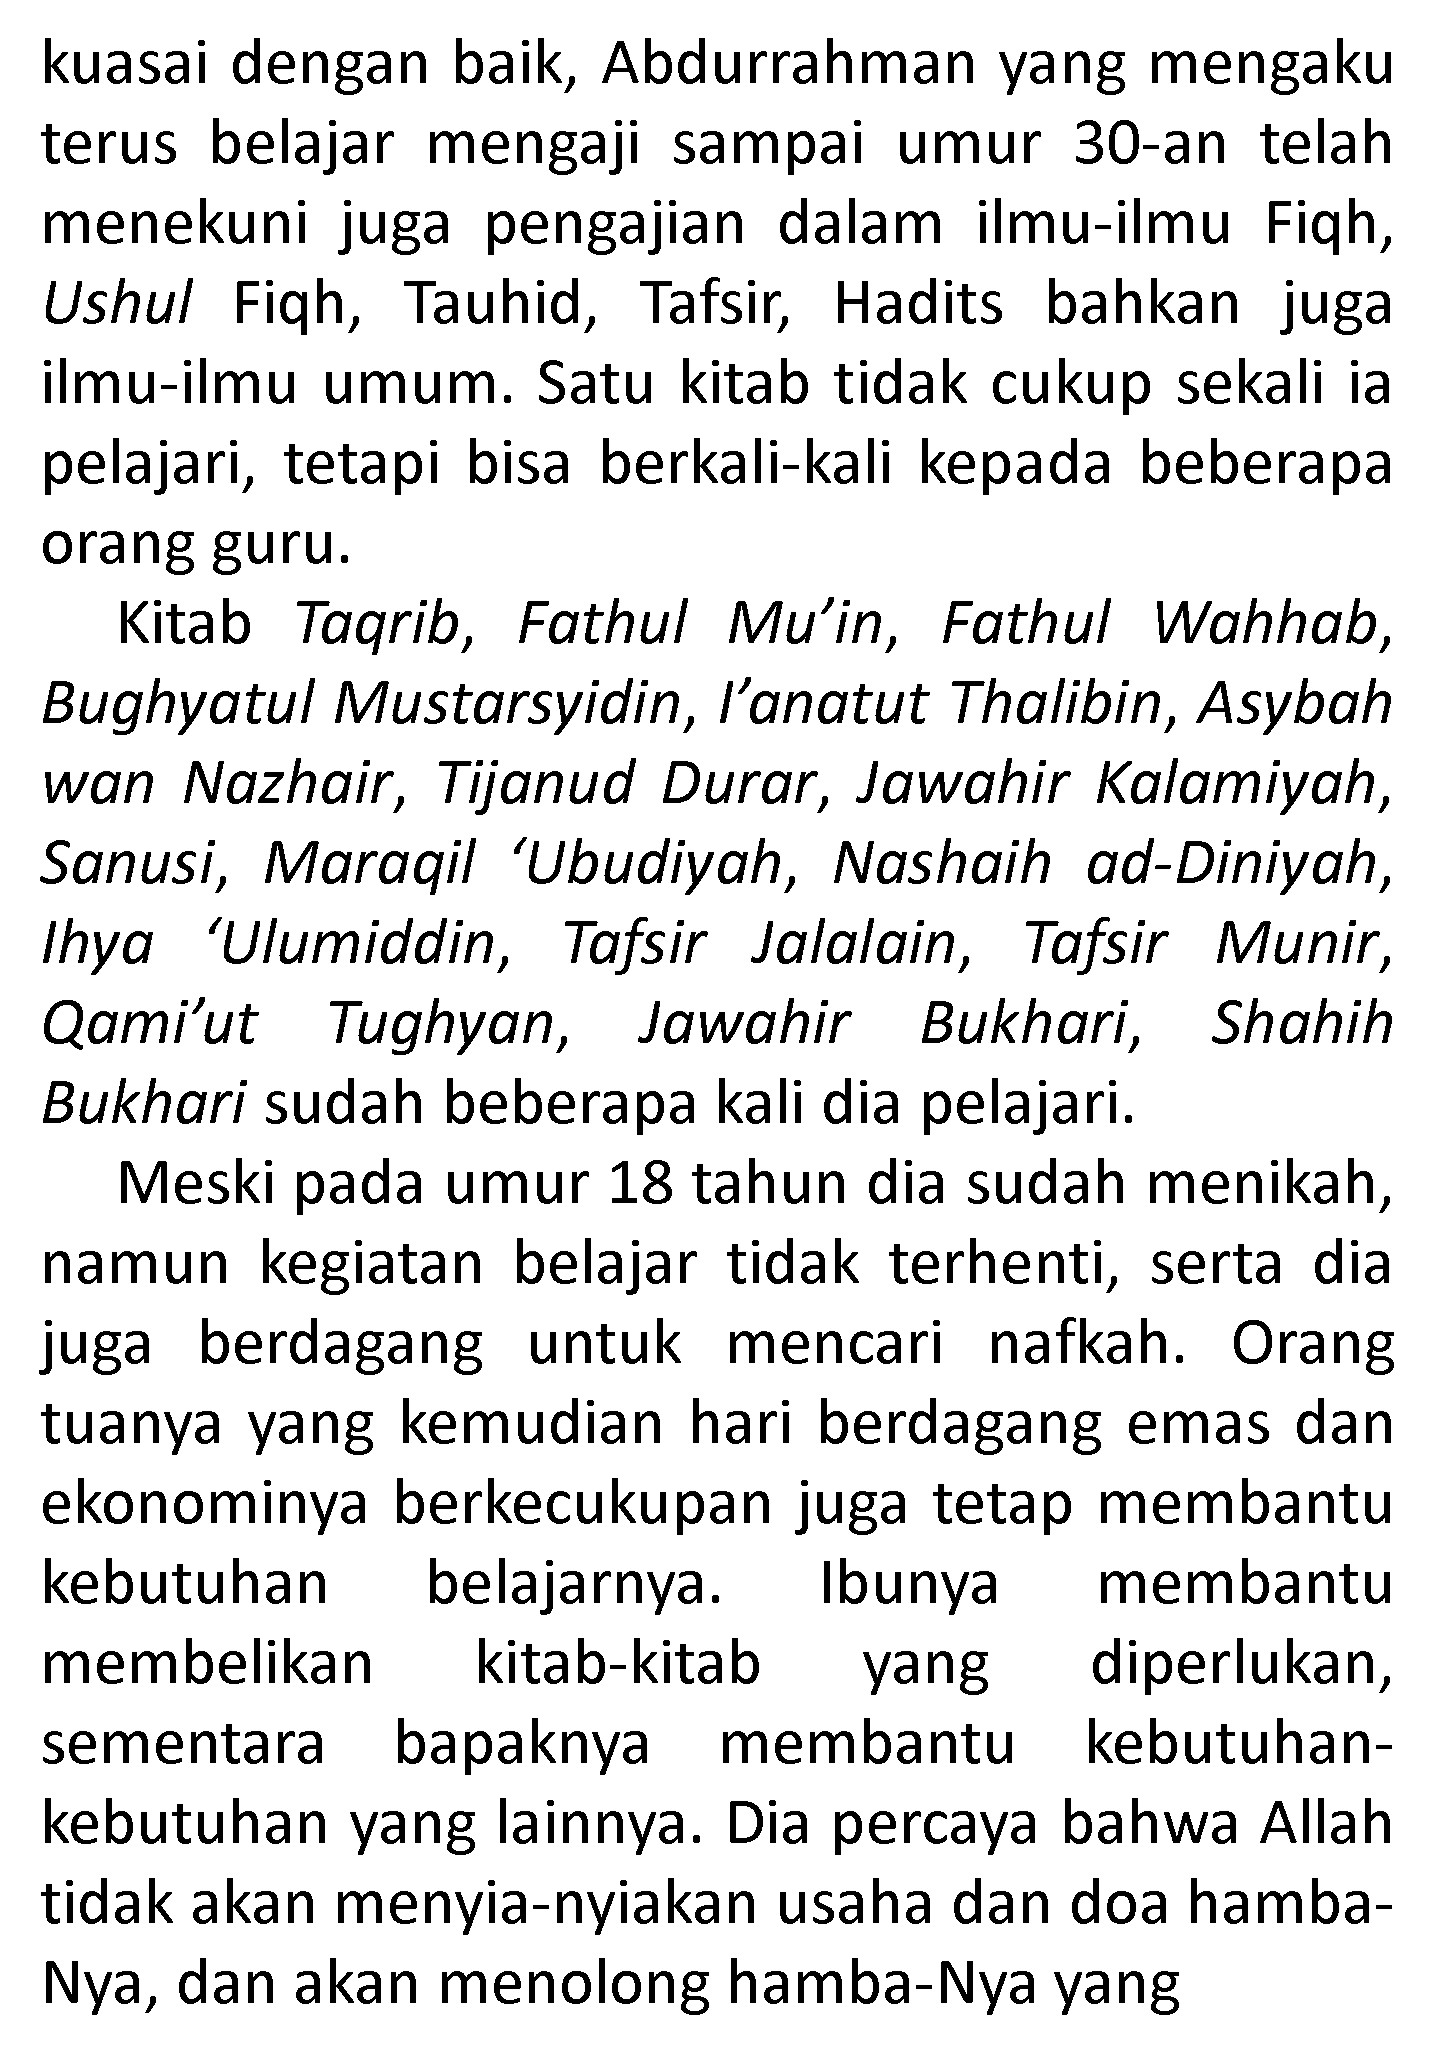 kuasai dengan baik, Abdurrahman yang mengaku
terus belajar mengaji sampai umur 30-an telah
menekuni juga pengajian dalam ilmu-ilmu Fiqh,
Ushul Fiqh, Tauhid, Tafsir, Hadits bahkan juga
ilmu-ilmu umum. Satu kitab tidak cukup sekali ia
pelajari, tetapi bisa berkali-kali kepada beberapa
orang guru.
Kitab Taqrib, Fathul Mu’in, Fathul Wahhab,
Bughyatul Mustarsyidin, I’anatut Thalibin, Asybah
wan Nazhair, Tijanud Durar, Jawahir Kalamiyah,
Sanusi, Maraqil ‘Ubudiyah, Nashaih ad-Diniyah,
Ihya ‘Ulumiddin, Tafsir Jalalain, Tafsir Munir,
Qami’ut Tughyan, Jawahir Bukhari, Shahih
Bukhari sudah beberapa kali dia pelajari.
Meski pada umur 18 tahun dia sudah menikah,
namun kegiatan belajar tidak terhenti, serta dia
juga berdagang untuk mencari nafkah. Orang
tuanya yang kemudian hari berdagang emas dan
ekonominya berkecukupan juga tetap membantu
kebutuhan belajarnya. Ibunya membantu
membelikan kitab-kitab yang diperlukan,
sementara bapaknya membantu kebutuhan-
kebutuhan yang lainnya. Dia percaya bahwa Allah
tidak akan menyia-nyiakan usaha dan doa hamba-
Nya, dan akan menolong hamba-Nya yang